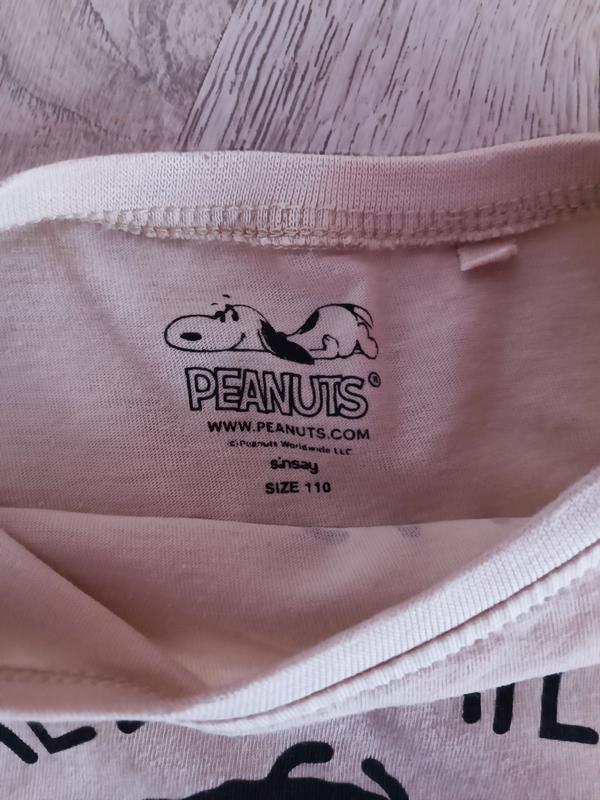 PEANUTS®
WWW.PEANUTS.COM
© Peanuts Worldwide LLC
sinsay
SIZE 110